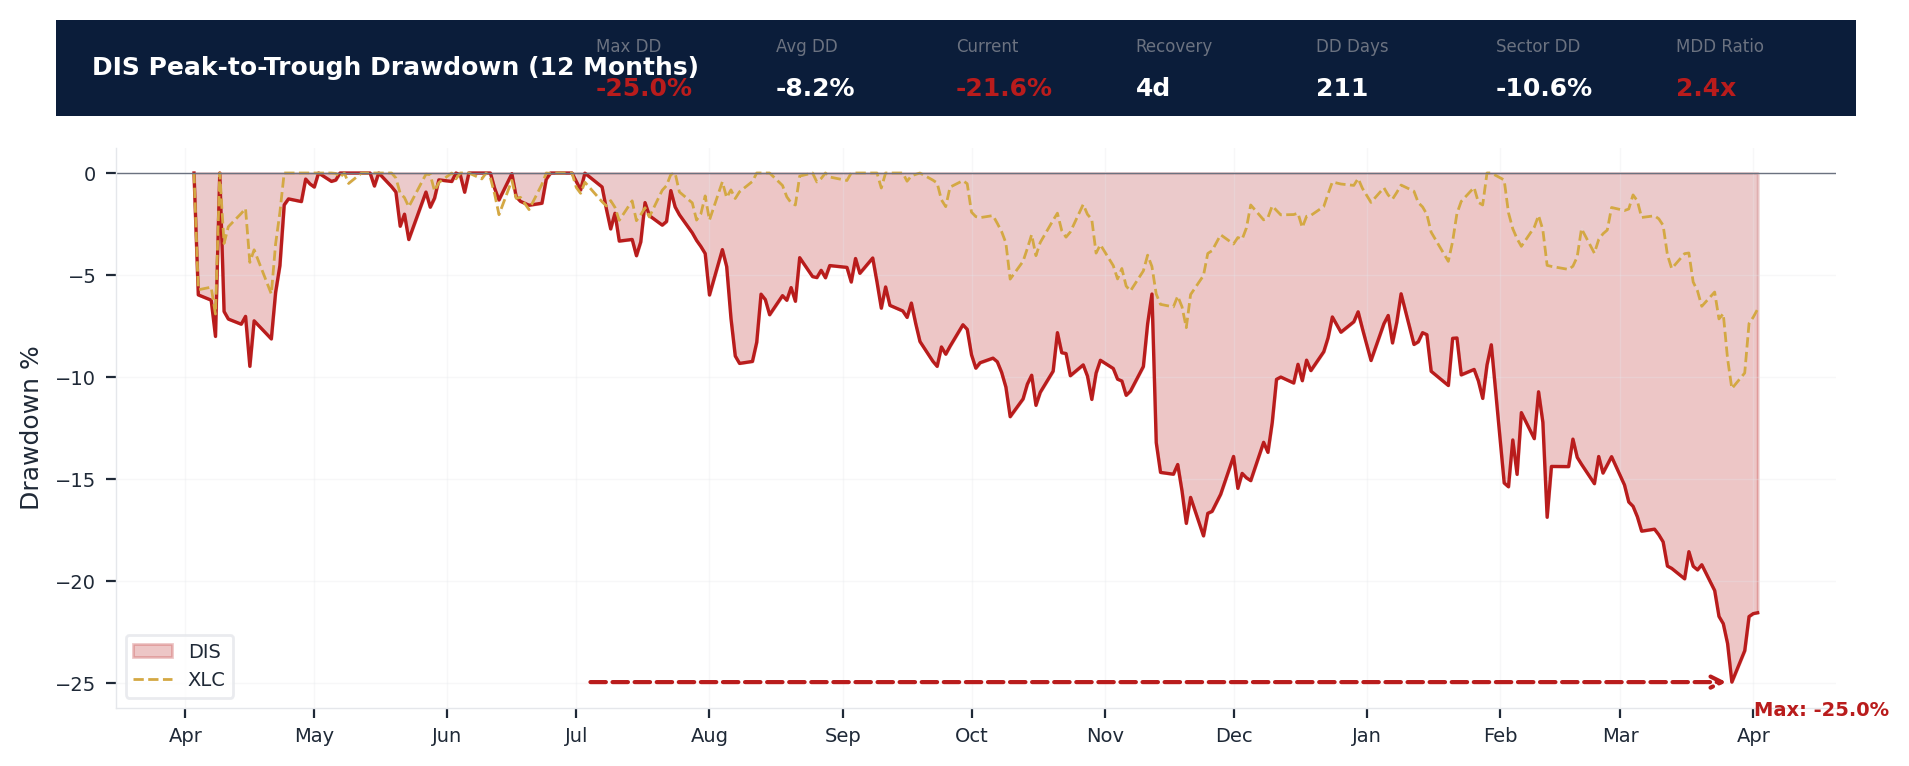 DIS Peak-to-Trough Drawdown (12 Months)
Max DD
-25.0%
Avg DD
-8.2%
Current
-21.6%
Recovery
4d
DD Days
211
Sector DD
-10.6%
MDD Ratio
2.4x
Drawdown %
0
−5
−10
−15
−20
−25
DIS
XLC
Max: -25.0%
Apr
May
Jun
Jul
Aug
Sep
Oct
Nov
Dec
Jan
Feb
Mar
Apr